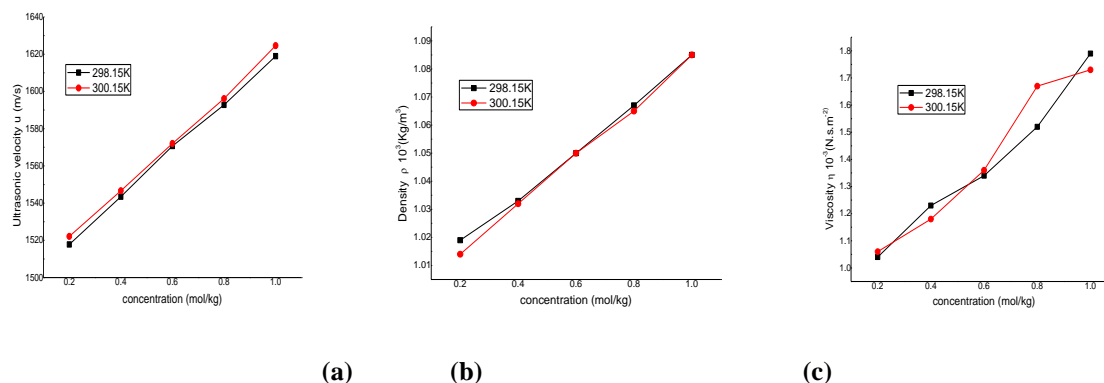 1640
1620
1600
1580
1560
1540
1520
1500
0.2 0.4 0.6 0.8 1.0
Ultrasonic velocity u (m/s)
concentration (mol/kg)
298.15K
300.15K
1.09
1.08
1.07
1.06
1.05
1.04
1.03
1.02
1.01
0.2 0.4 0.6 0.8 1.0
Density ρ 10³(Kg/m³)
concentration (mol/kg)
298.15K
300.15K
1.8
1.7
1.6
1.5
1.4
1.3
1.2
1.1
1.0
0.2 0.4 0.6 0.8 1.0
Viscosity η 10⁻³(N.s.m⁻²)
concentration (mol/kg)
298.15K
300.15K
(a) (b) (c)